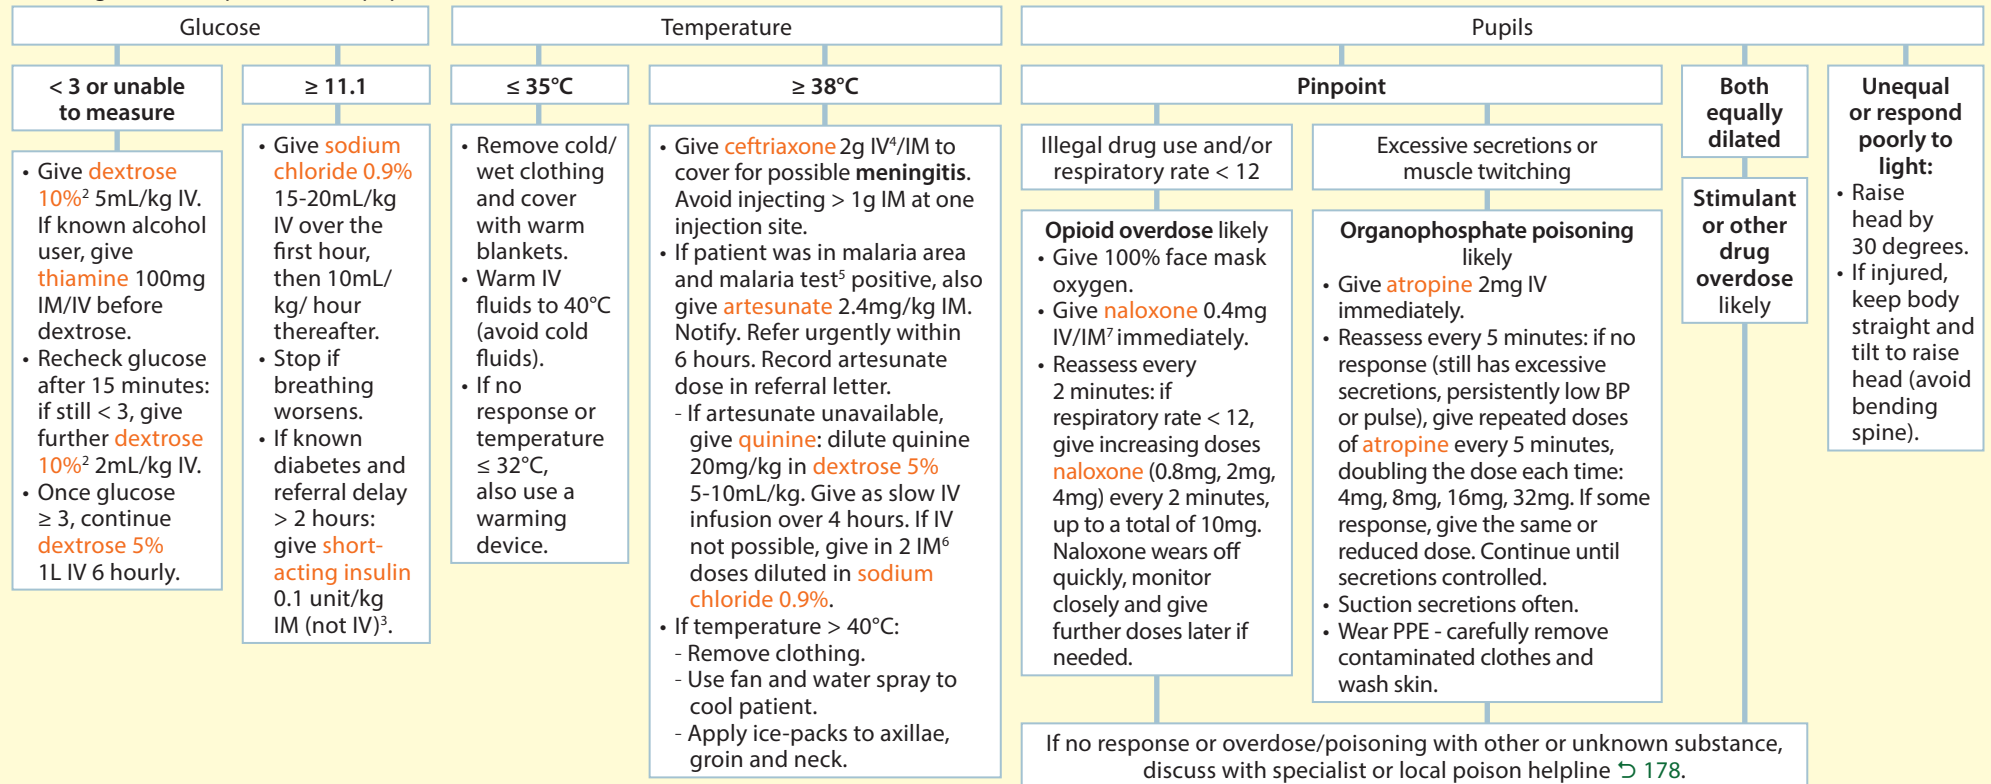 Glucose
< 3 or unable
to measure
• Give dextrose
10%² 5mL/kg IV.
If known alcohol
user, give
thiamine 100mg
IM/IV before
dextrose.
• Recheck glucose
after 15 minutes:
if still < 3, give
further dextrose
10%² 2mL/kg IV.
• Once glucose
≥ 3, continue
dextrose 5%
1L IV 6 hourly.
≥ 11.1
• Give sodium
chloride 0.9%
15-20mL/kg
IV over the
first hour,
then 10mL/
kg/ hour
thereafter.
• Stop if
breathing
worsens.
• If known
diabetes and
referral delay
> 2 hours:
give short-
acting insulin
0.1 unit/kg
IM (not IV)³.
Temperature
≤ 35°C
• Remove cold/
wet clothing
and cover
with warm
blankets.
• Warm IV
fluids to 40°C
(avoid cold
fluids).
• If no
response or
temperature
≤ 32°C,
also use a
warming
device.
≥ 38°C
• Give ceftriaxone 2g IV⁴/IM to
cover for possible meningitis.
Avoid injecting > 1g IM at one
injection site.
• If patient was in malaria area
and malaria test⁵ positive, also
give artesunate 2.4mg/kg IM.
Notify. Refer urgently within
6 hours. Record artesunate
dose in referral letter.
- If artesunate unavailable,
give quinine: dilute quinine
20mg/kg in dextrose 5%
5-10mL/kg. Give as slow IV
infusion over 4 hours. If IV
not possible, give in 2 IM⁶
doses diluted in sodium
chloride 0.9%.
• If temperature > 40°C:
- Remove clothing.
- Use fan and water spray to
cool patient.
- Apply ice-packs to axillae,
groin and neck.
Pupils
Pinpoint
Illegal drug use and/or
respiratory rate < 12
Opioid overdose likely
• Give 100% face mask
oxygen.
• Give naloxone 0.4mg
IV/IM⁷ immediately.
• Reassess every
2 minutes: if
respiratory rate < 12,
give increasing doses
naloxone (0.8mg, 2mg,
4mg) every 2 minutes,
up to a total of 10mg.
Naloxone wears off
quickly, monitor
closely and give
further doses later if
needed.
Excessive secretions or
muscle twitching
Organophosphate poisoning
likely
• Give atropine 2mg IV
immediately.
• Reassess every 5 minutes: if no
response (still has excessive
secretions, persistently low BP
or pulse), give repeated doses
of atropine every 5 minutes,
doubling the dose each time:
4mg, 8mg, 16mg, 32mg. If some
response, give the same or
reduced dose. Continue until
secretions controlled.
• Suction secretions often.
• Wear PPE - carefully remove
contaminated clothes and
wash skin.
Both
equally
dilated
Stimulant
or other
drug
overdose
likely
Unequal
or respond
poorly to
light:
• Raise
head by
30 degrees.
• If injured,
keep body
straight and
tilt to raise
head (avoid
bending
spine).
If no response or overdose/poisoning with other or unknown substance,
discuss with specialist or local poison helpline ⮌ 178.